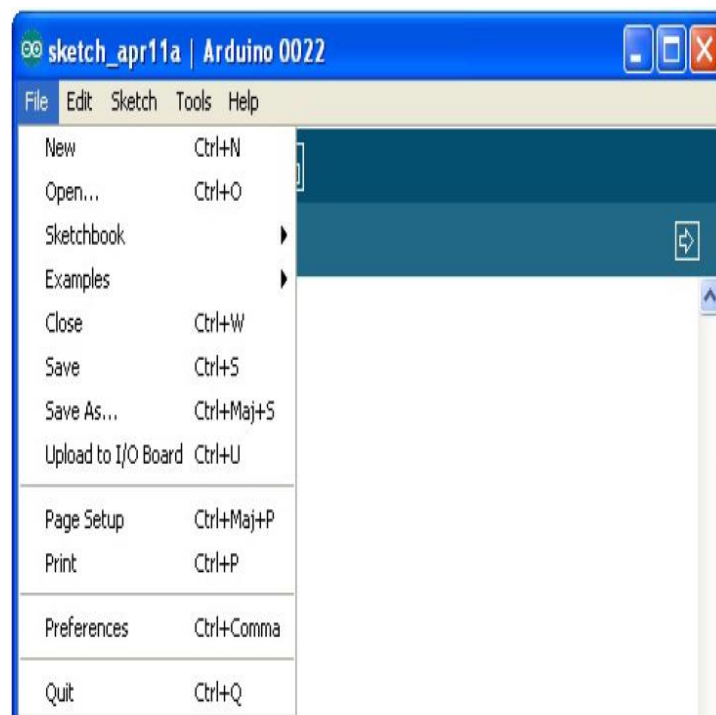 sketch_apr11a | Arduino 0022
File Edit Sketch Tools Help
New Ctrl+N
Open... Ctrl+O
Sketchbook
Examples
Close Ctrl+W
Save Ctrl+S
Save As... Ctrl+Maj+S
Upload to I/O Board Ctrl+U
Page Setup Ctrl+Maj+P
Print Ctrl+P
Preferences Ctrl+Comma
Quit Ctrl+Q